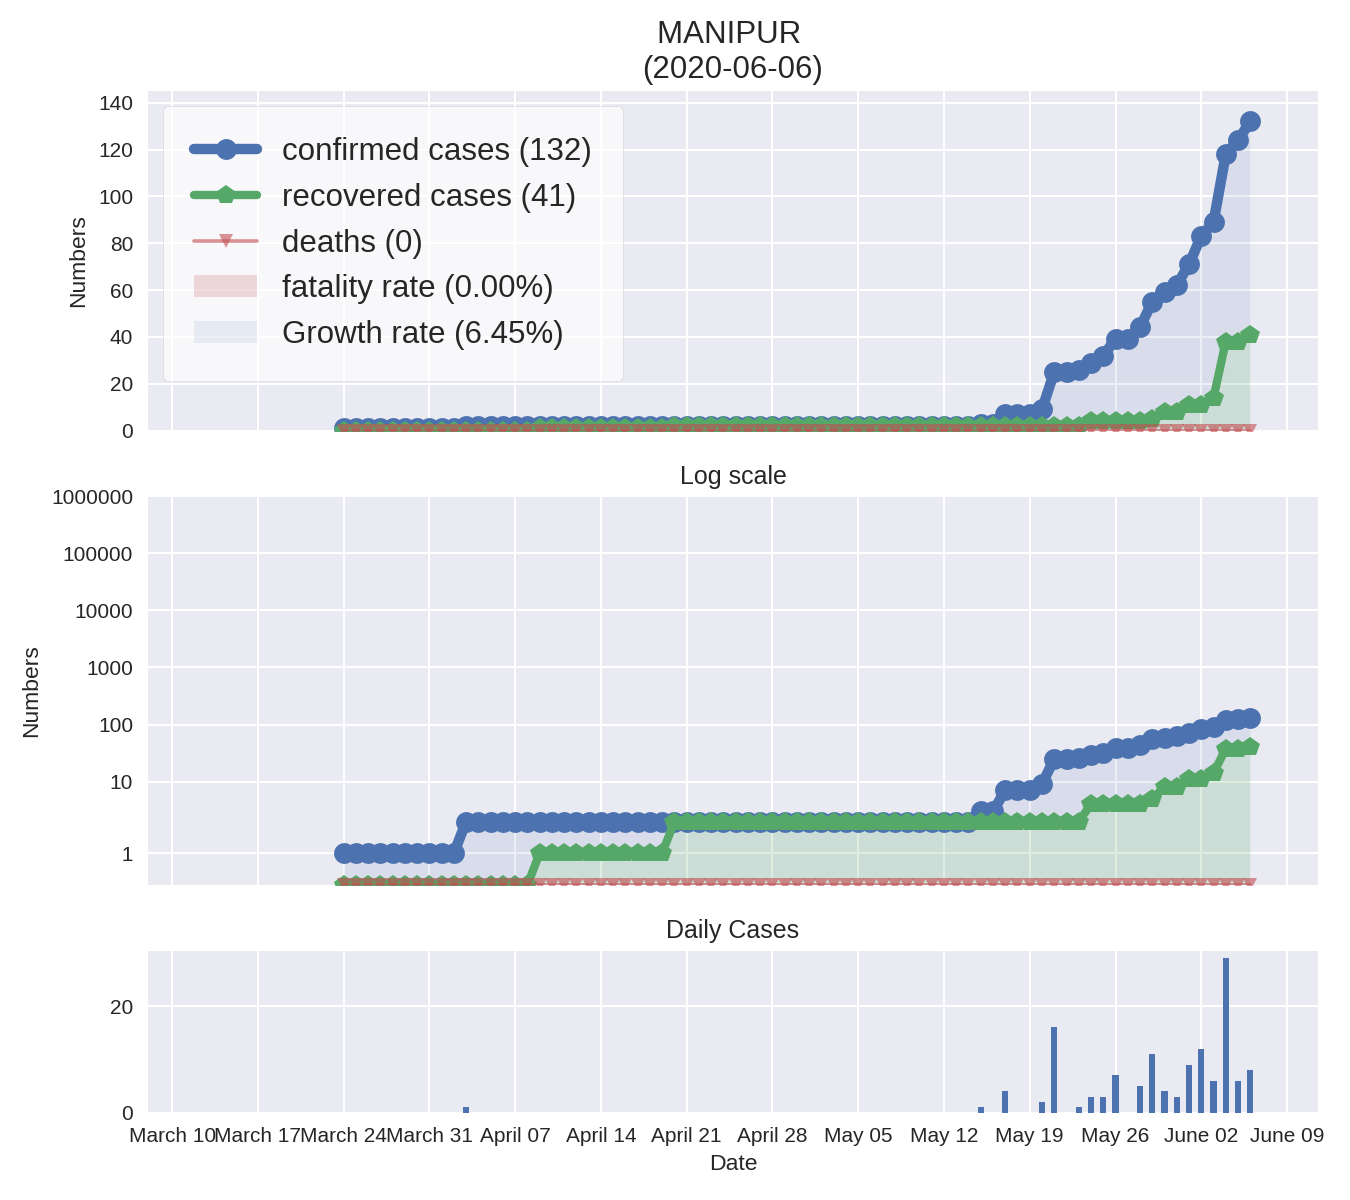 MANIPUR
(2020-06-06)
140
120
100
80
60
40
20
0
Numbers
confirmed cases (132)
recovered cases (41)
deaths (0)
fatality rate (0.00%)
Growth rate (6.45%)
Log scale
1000000
100000
10000
1000
100
10
1
Numbers
Daily Cases
20
0
March 10 March 17 March 24 March 31 April 07 April 14 April 21 April 28 May 05 May 12 May 19 May 26 June 02 June 09
Date